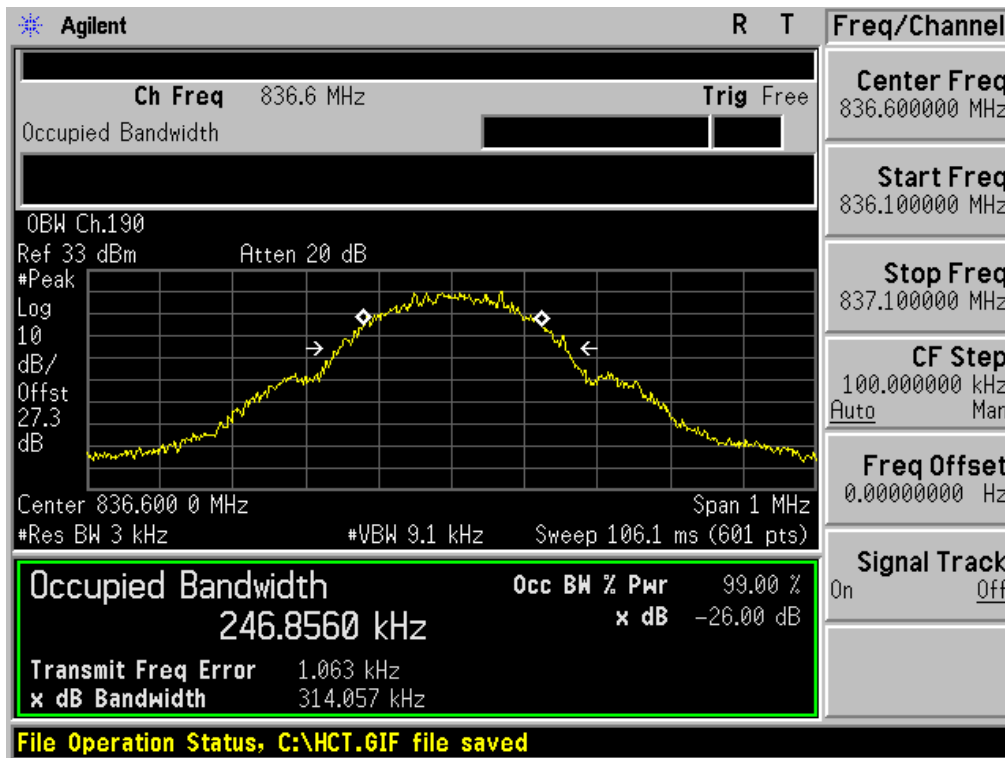 Agilent R T Freq/Channel
Ch Freq 836.6 MHz Trig Free
Occupied Bandwidth
Center Freq
836.600000 MHz
Start Freq
836.100000 MHz
Stop Freq
837.100000 MHz
CF Step
100.000000 kHz
Auto Man
Freq Offset
0.00000000 Hz
Signal Track
On Off
OBW Ch.190
Ref 33 dBm Atten 20 dB
#Peak
Log
10
dB/
Offst
27.3
dB
Center 836.600 0 MHz Span 1 MHz
#Res BW 3 kHz #VBW 9.1 kHz Sweep 106.1 ms (601 pts)
Occupied Bandwidth Occ BW % Pwr 99.00 %
246.8560 kHz x dB -26.00 dB
Transmit Freq Error 1.063 kHz
x dB Bandwidth 314.057 kHz
File Operation Status, C:\HCT.GIF file saved